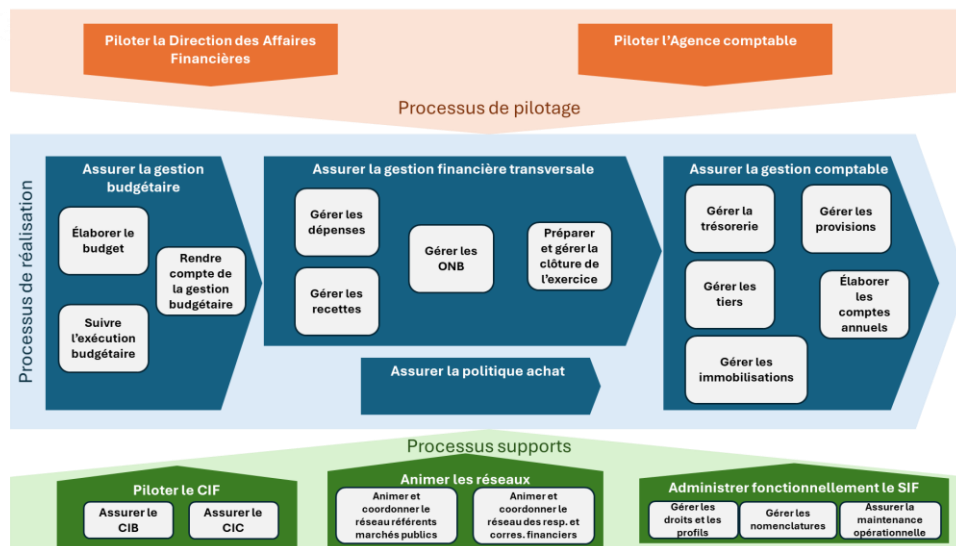 Piloter la Direction des Affaires
Financières
Piloter l’Agence comptable
Processus de pilotage
Processus de réalisation
Assurer la gestion
budgétaire
Élaborer le
budget
Rendre
compte de
la gestion
budgétaire
Suivre
l’exécution
budgétaire
Assurer la gestion financière transversale
Gérer les
dépenses
Gérer les
recettes
Gérer les
ONB
Préparer
et gérer la
clôture de
l’exercice
Assurer la politique achat
Assurer la gestion comptable
Gérer la
trésorerie
Gérer les
provisions
Gérer les
tiers
Élaborer
les
comptes
annuels
Gérer les
immobilisations
Processus supports
Piloter le CIF
Assurer le
CIB
Assurer le
CIC
Animer les réseaux
Animer et
coordonner le
réseau référents
marchés publics
Animer et
coordonner le
réseau des resp. et
corres. financiers
Administrer fonctionnellement le SIF
Gérer les
droits et les
profils
Gérer les
nomenclatures
Assurer la
maintenance
opérationnelle